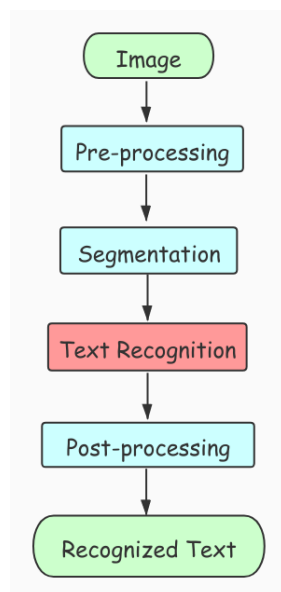 Image
Pre-processing
Segmentation
Text Recognition
Post-processing
Recognized Text